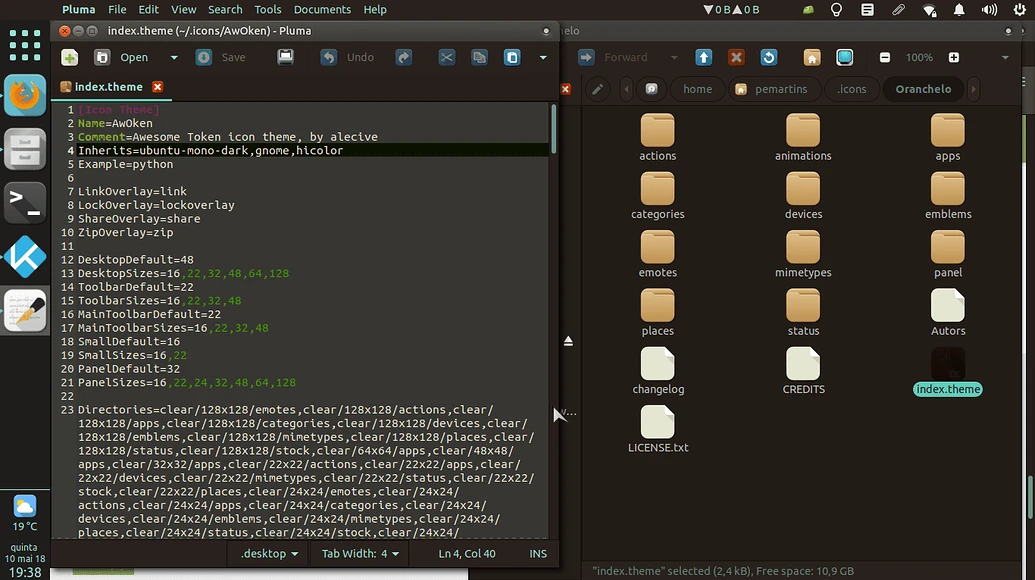 Pluma File Edit View Search Tools Documents Help
0 B 0 B
index.theme (~/.icons/AwOken) - Pluma
Open Save Undo
Forward 100%
index.theme
home pemartins .icons Oranchelo
1 [Icon Theme]
2 Name=AwOken
3 Comment=Awesome Token icon theme, by alecive
4 Inherits=ubuntu-mono-dark,gnome,hicolor
5 Example=python
6
7 LinkOverlay=link
8 LockOverlay=lockoverlay
9 ShareOverlay=share
10 ZipOverlay=zip
11
12 DesktopDefault=48
13 DesktopSizes=16,22,32,48,64,128
14 ToolbarDefault=22
15 ToolbarSizes=16,22,32,48
16 MainToolbarDefault=22
17 MainToolbarSizes=16,22,32,48
18 SmallDefault=16
19 SmallSizes=16,22
20 PanelDefault=32
21 PanelSizes=16,22,24,32,48,64,128
22
23 Directories=clear/128x128/emotes,clear/128x128/actions,clear/
128x128/apps,clear/128x128/categories,clear/128x128/devices,clear/
128x128/emblems,clear/128x128/mimetypes,clear/128x128/places,clear/
128x128/status,clear/128x128/stock,clear/64x64/apps,clear/48x48/
apps,clear/32x32/apps,clear/22x22/actions,clear/22x22/apps,clear/
22x22/devices,clear/22x22/mimetypes,clear/22x22/status,clear/22x22/
stock,clear/22x22/places,clear/24x24/emotes,clear/24x24/
actions,clear/24x24/apps,clear/24x24/categories,clear/24x24/
devices,clear/24x24/emblems,clear/24x24/mimetypes,clear/24x24/
places,clear/24x24/status,clear/24x24/stock,clear/24x24/
.desktop Tab Width: 4 Ln 4, Col 40 INS
actions animations apps
categories devices emblems
emotes mimetypes panel
places status Autors
changelog CREDITS index.theme
LICENSE.txt
"index.theme" selected (2,4 kB), Free space: 10,9 GB
19 °C
quinta
10 mai 18
19:38